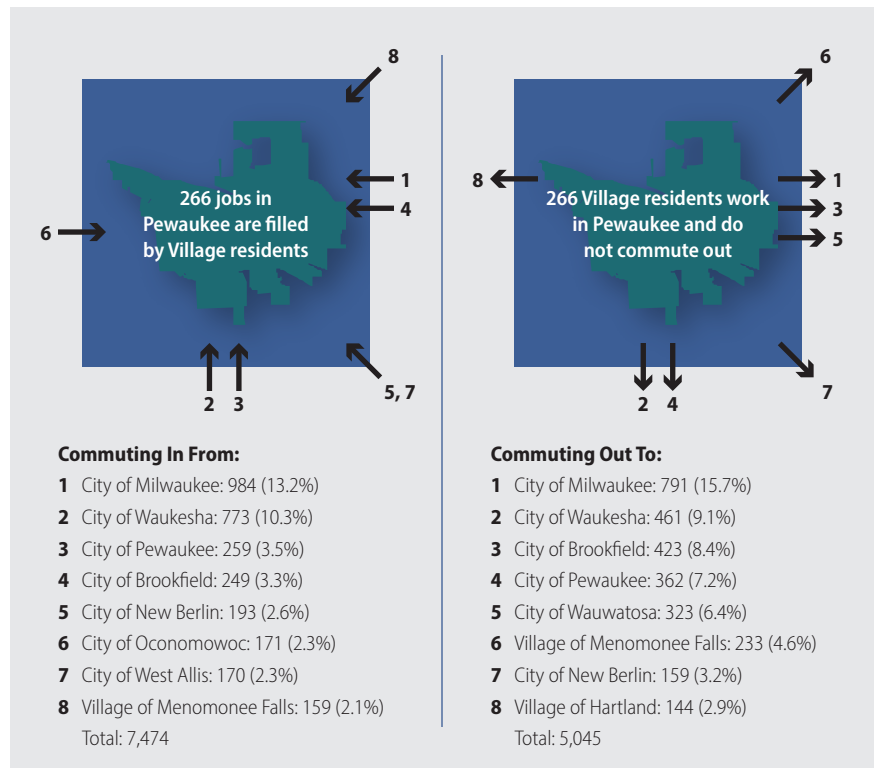 8
1
4
6
266 jobs in
Pewaukee are filled
by Village residents
2 3
5, 7
Commuting In From:
1 City of Milwaukee: 984 (13.2%)
2 City of Waukesha: 773 (10.3%)
3 City of Pewaukee: 259 (3.5%)
4 City of Brookfield: 249 (3.3%)
5 City of New Berlin: 193 (2.6%)
6 City of Oconomowoc: 171 (2.3%)
7 City of West Allis: 170 (2.3%)
8 Village of Menomonee Falls: 159 (2.1%)
Total: 7,474
6
8
1
3
5
266 Village residents work
in Pewaukee and do
not commute out
2 4
7
Commuting Out To:
1 City of Milwaukee: 791 (15.7%)
2 City of Waukesha: 461 (9.1%)
3 City of Brookfield: 423 (8.4%)
4 City of Pewaukee: 362 (7.2%)
5 City of Wauwatosa: 323 (6.4%)
6 Village of Menomonee Falls: 233 (4.6%)
7 City of New Berlin: 159 (3.2%)
8 Village of Hartland: 144 (2.9%)
Total: 5,045